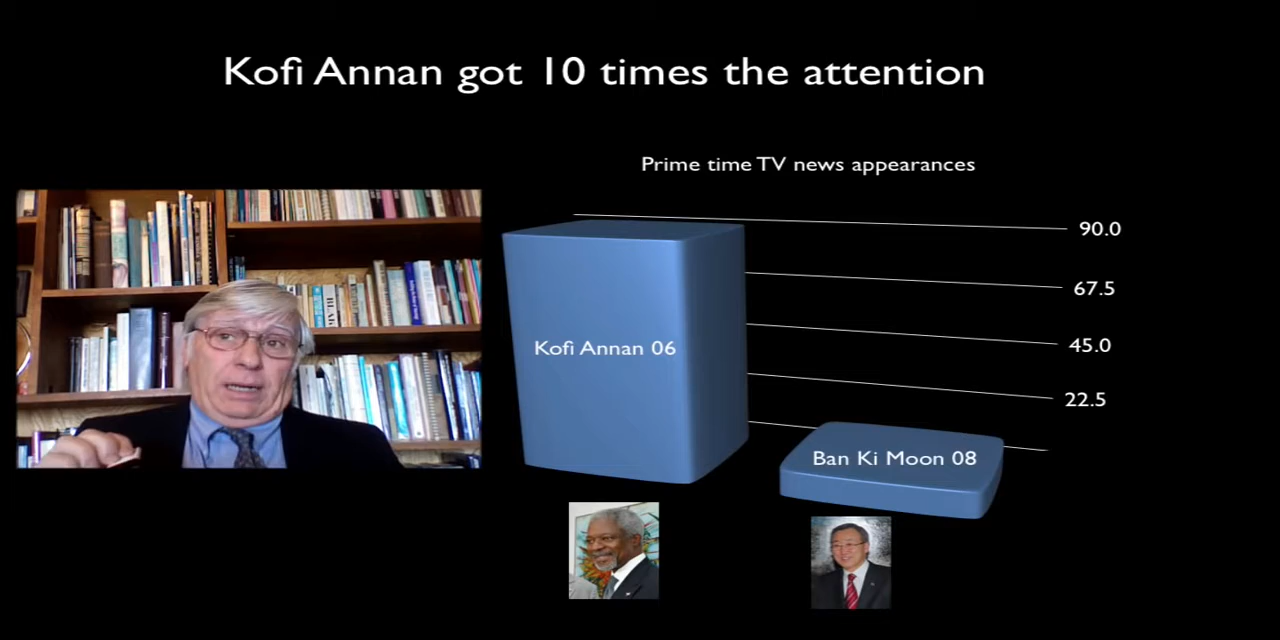 Kofi Annan got 10 times the attention
Prime time TV news appearances
90.0
67.5
45.0
22.5
Kofi Annan 06
Ban Ki Moon 08